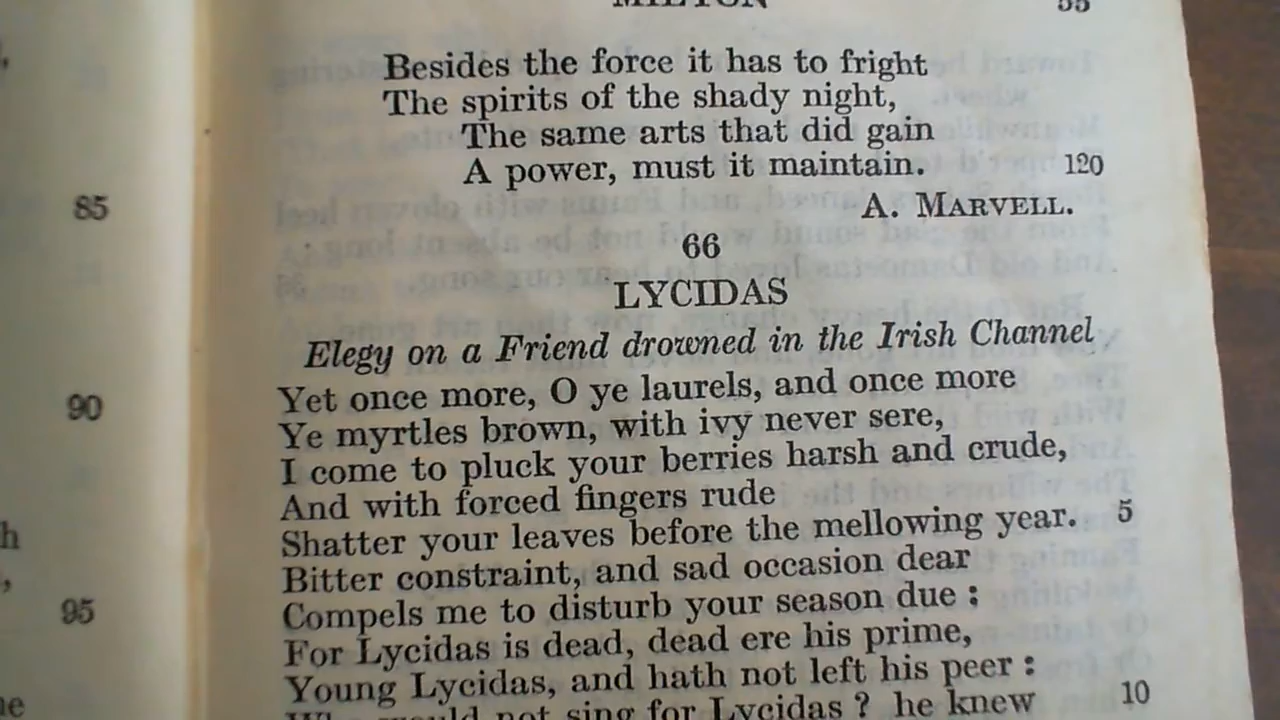 85
90
h
,
95
MILTON 55
Besides the force it has to fright
The spirits of the shady night,
The same arts that did gain
A power, must it maintain. 120
A. MARVELL.
66
LYCIDAS
Elegy on a Friend drowned in the Irish Channel
Yet once more, O ye laurels, and once more
Ye myrtles brown, with ivy never sere,
I come to pluck your berries harsh and crude,
And with forced fingers rude
Shatter your leaves before the mellowing year. 5
Bitter constraint, and sad occasion dear
Compels me to disturb your season due :
For Lycidas is dead, dead ere his prime,
Young Lycidas, and hath not left his peer : 
Who would not sing for Lycidas ? he knew 10